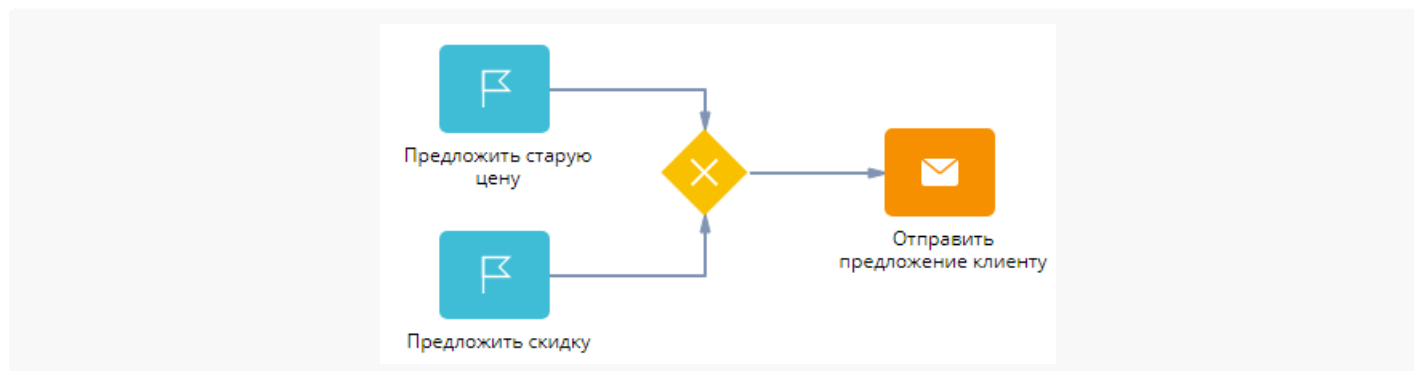 Предложить старую
цену
Отправить
предложение клиенту
Предложить скидку